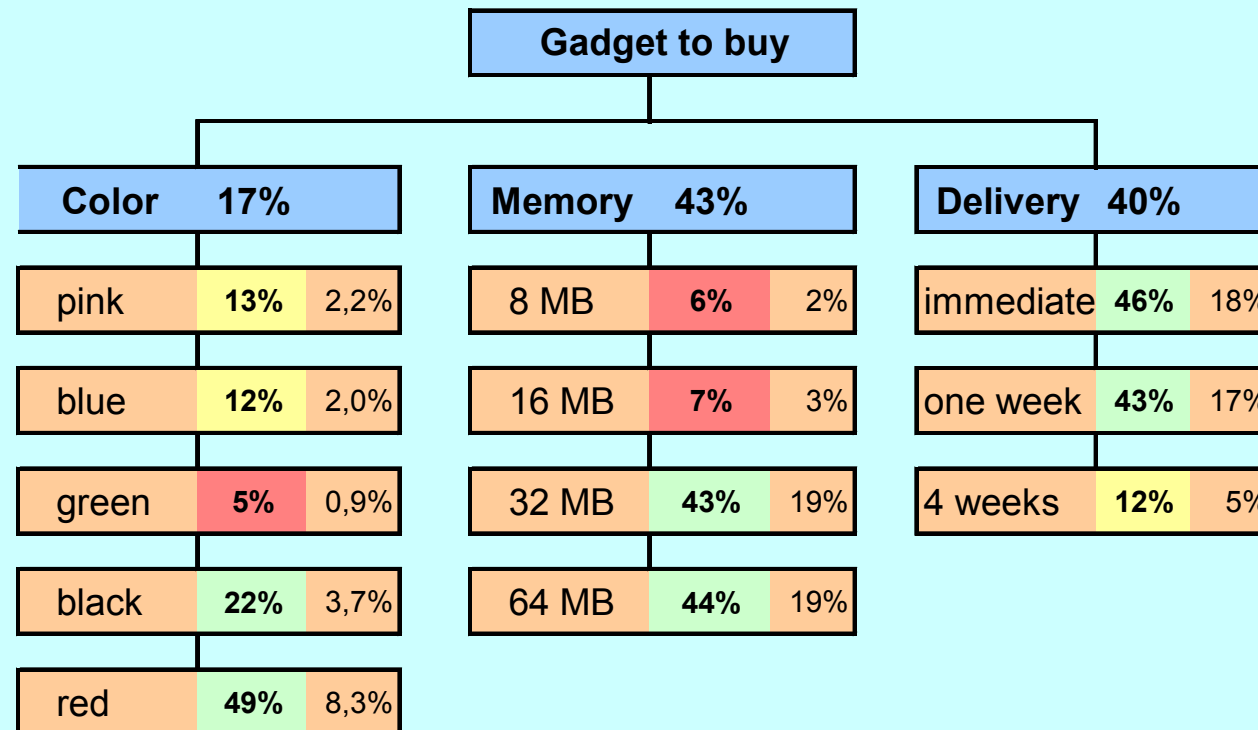 Gadget to buy
Color 17%
pink 13% 2,2%
blue 12% 2,0%
green 5% 0,9%
black 22% 3,7%
red 49% 8,3%
Memory 43%
8 MB 6% 2%
16 MB 7% 3%
32 MB 43% 19%
64 MB 44% 19%
Delivery 40%
immediate 46% 18%
one week 43% 17%
4 weeks 12% 5%